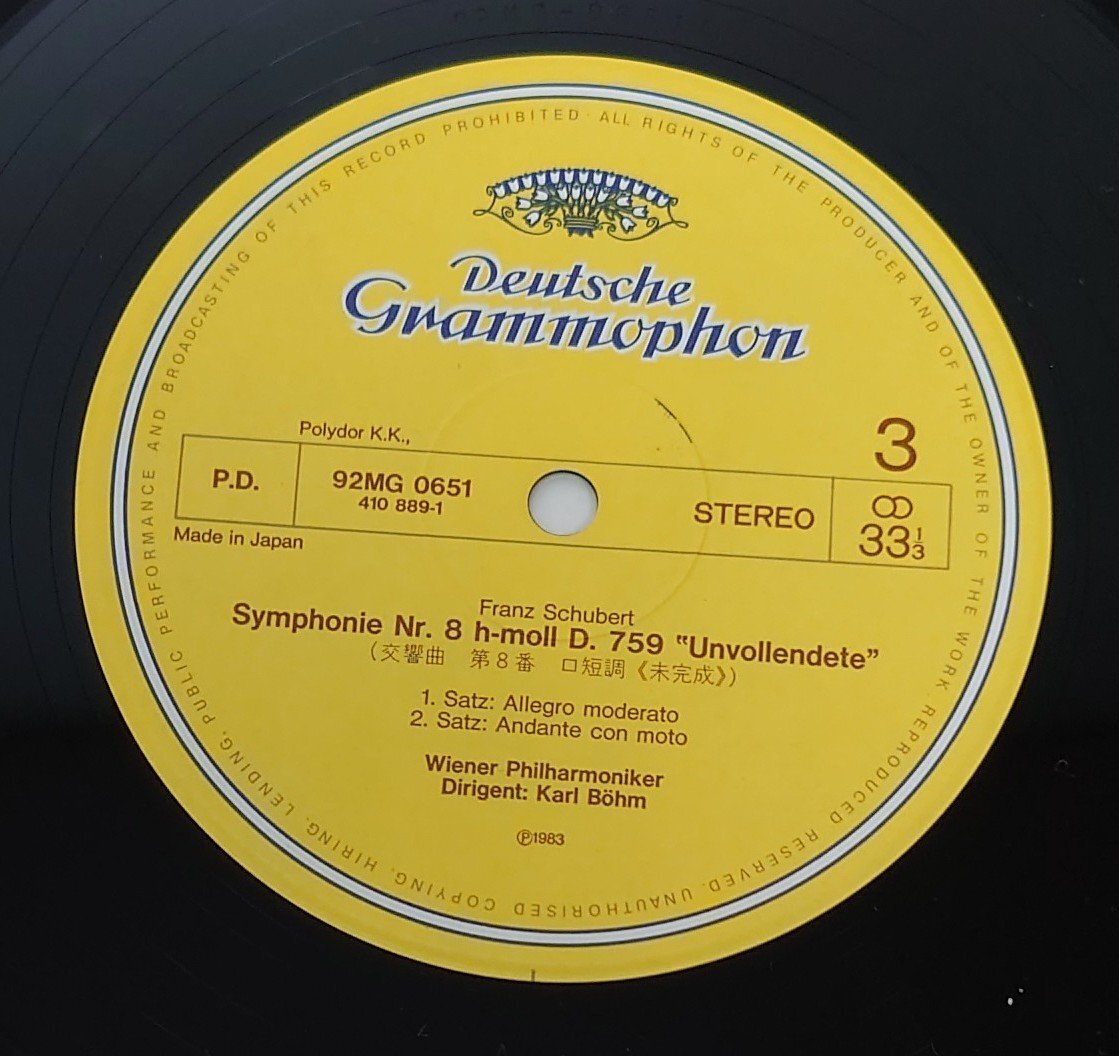 PUBLIC PERFORMANCE AND BROADCASTING OF THIS RECORD PROHIBITED · ALL RIGHTS OF THE PRODUCER AND OF THE OWNER OF THE WORK REPRODUCED RESERVED. UNAUTHORISED COPYING, HIRING, LENDING,
Deutsche
Grammophon
3
Polydor K.K.,
P.D.
92MG 0651
410 889-1
STEREO
33⅓
Made in Japan
Franz Schubert
Symphonie Nr. 8 h-moll D. 759 "Unvollendete"
(交響曲 第8番 ロ短調《未完成》)
1. Satz: Allegro moderato
2. Satz: Andante con moto
Wiener Philharmoniker
Dirigent: Karl Böhm
Ⓟ1983